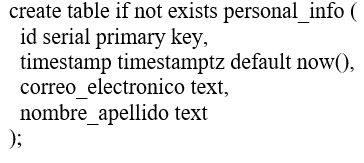 create table if not exists personal_info (
id serial primary key,
timestamp timestamptz default now(),
correo_electronico text,
nombre_apellido text
);